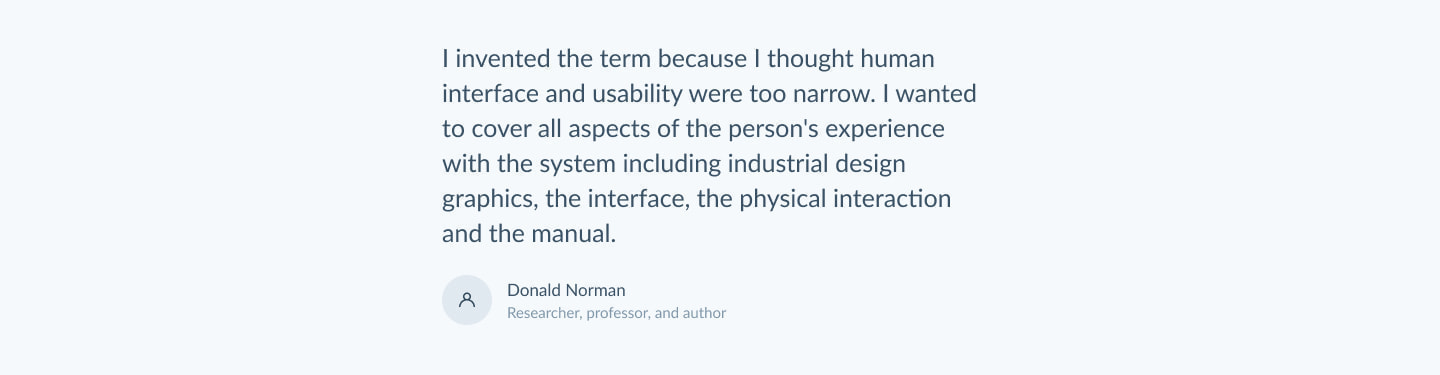 I invented the term because I thought human
interface and usability were too narrow. I wanted
to cover all aspects of the person's experience
with the system including industrial design
graphics, the interface, the physical interaction
and the manual.
Donald Norman
Researcher, professor, and author